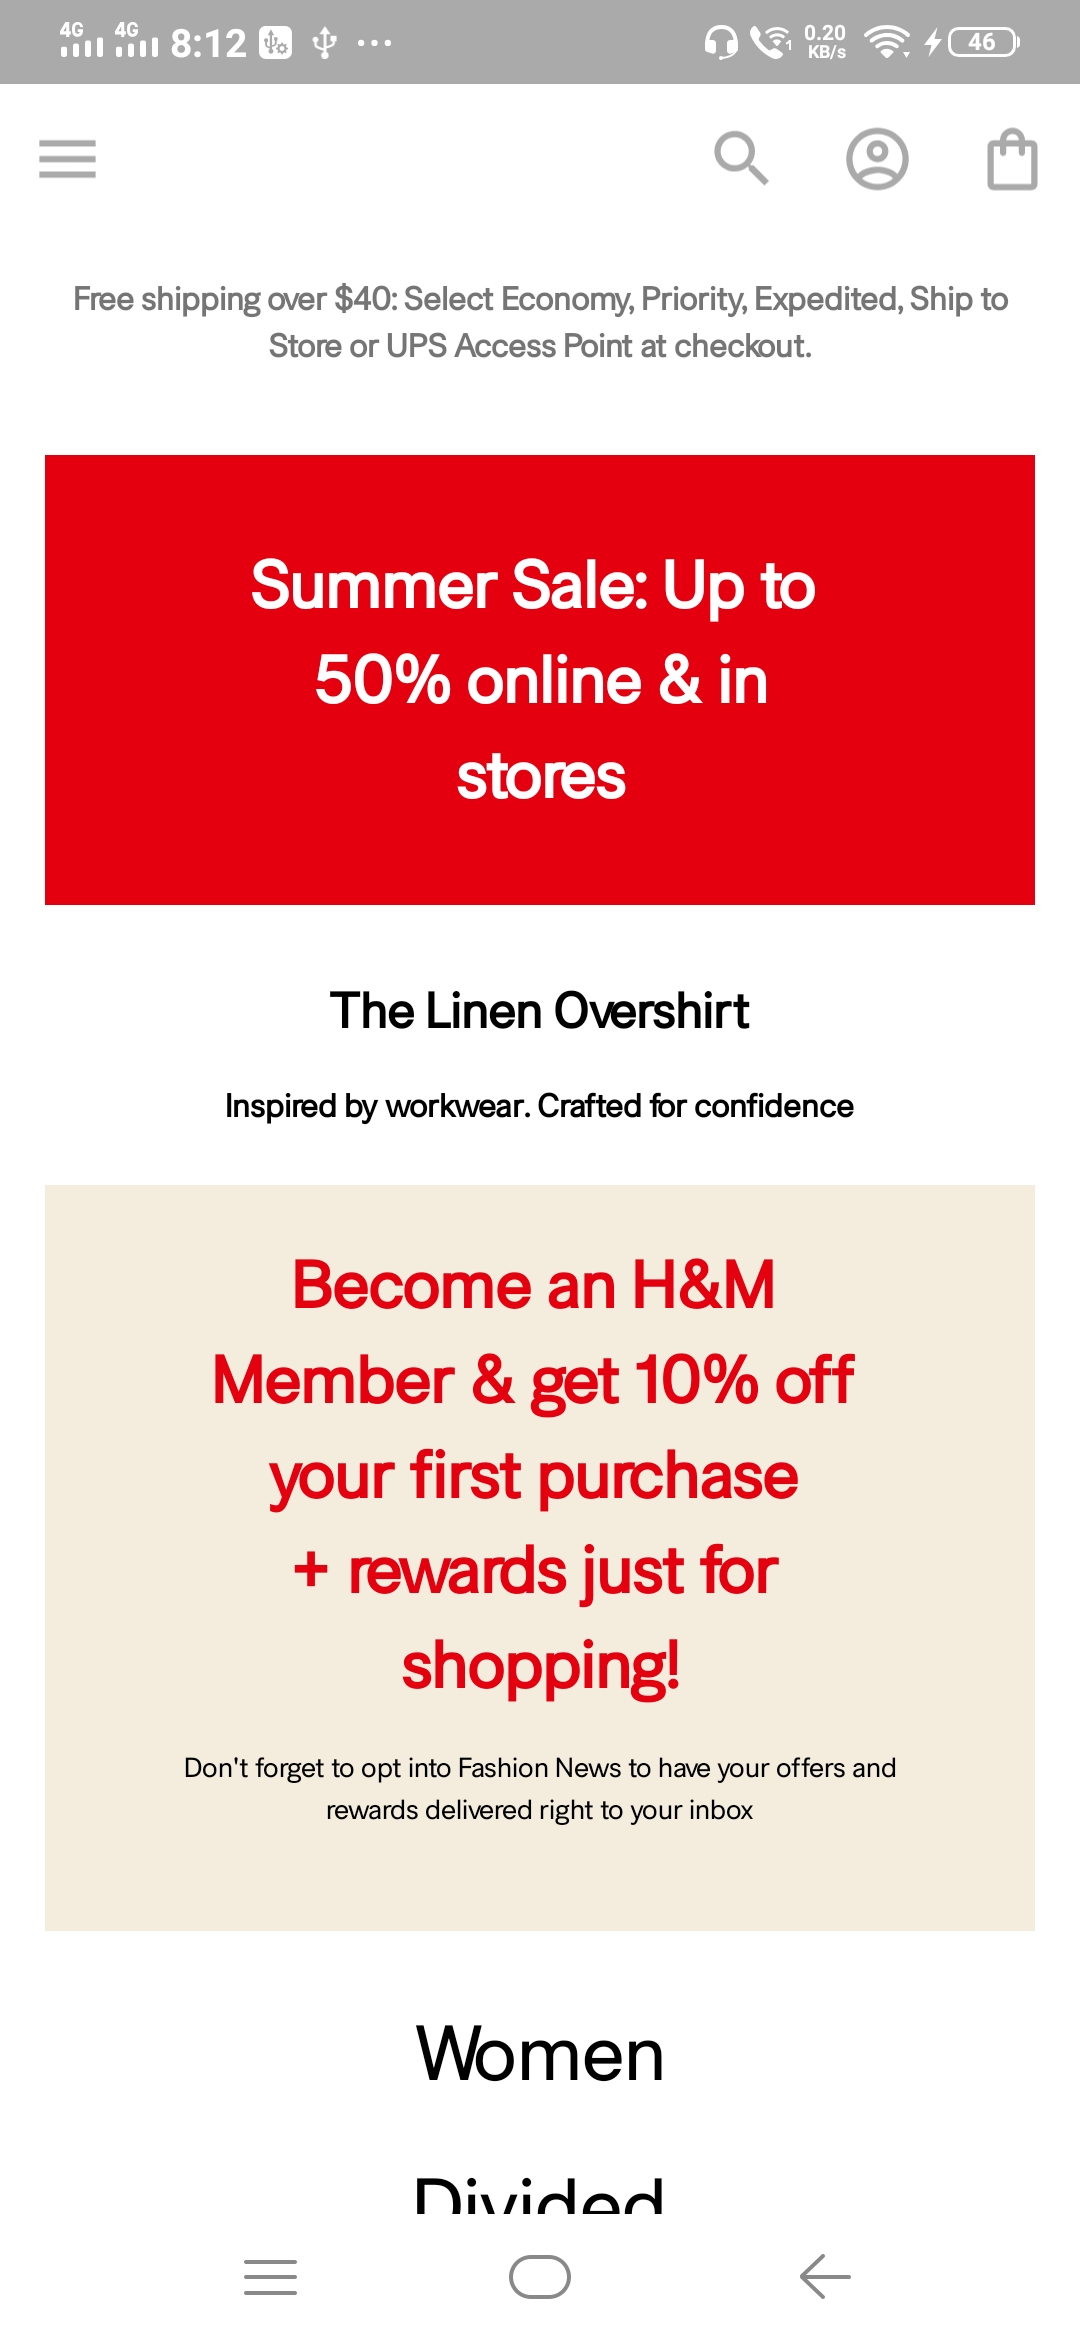 4G 4G 8:12 0.20 KB/s 46
Free shipping over $40: Select Economy, Priority, Expedited, Ship to
Store or UPS Access Point at checkout.
Summer Sale: Up to
50% online & in
stores
The Linen Overshirt
Inspired by workwear. Crafted for confidence
Become an H&M
Member & get 10% off
your first purchase
+ rewards just for
shopping!
Don't forget to opt into Fashion News to have your offers and
rewards delivered right to your inbox
Women
Divided